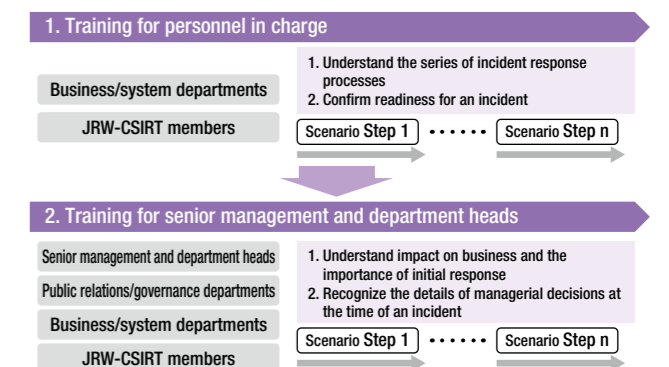 1. Training for personnel in charge
Business/system departments
JRW-CSIRT members
1. Understand the series of incident response
processes
2. Confirm readiness for an incident
Scenario Step 1 •••••• Scenario Step n
2. Training for senior management and department heads
Senior management and department heads
Public relations/governance departments
Business/system departments
JRW-CSIRT members
1. Understand impact on business and the
importance of initial response
2. Recognize the details of managerial decisions at
the time of an incident
Scenario Step 1 •••••• Scenario Step n